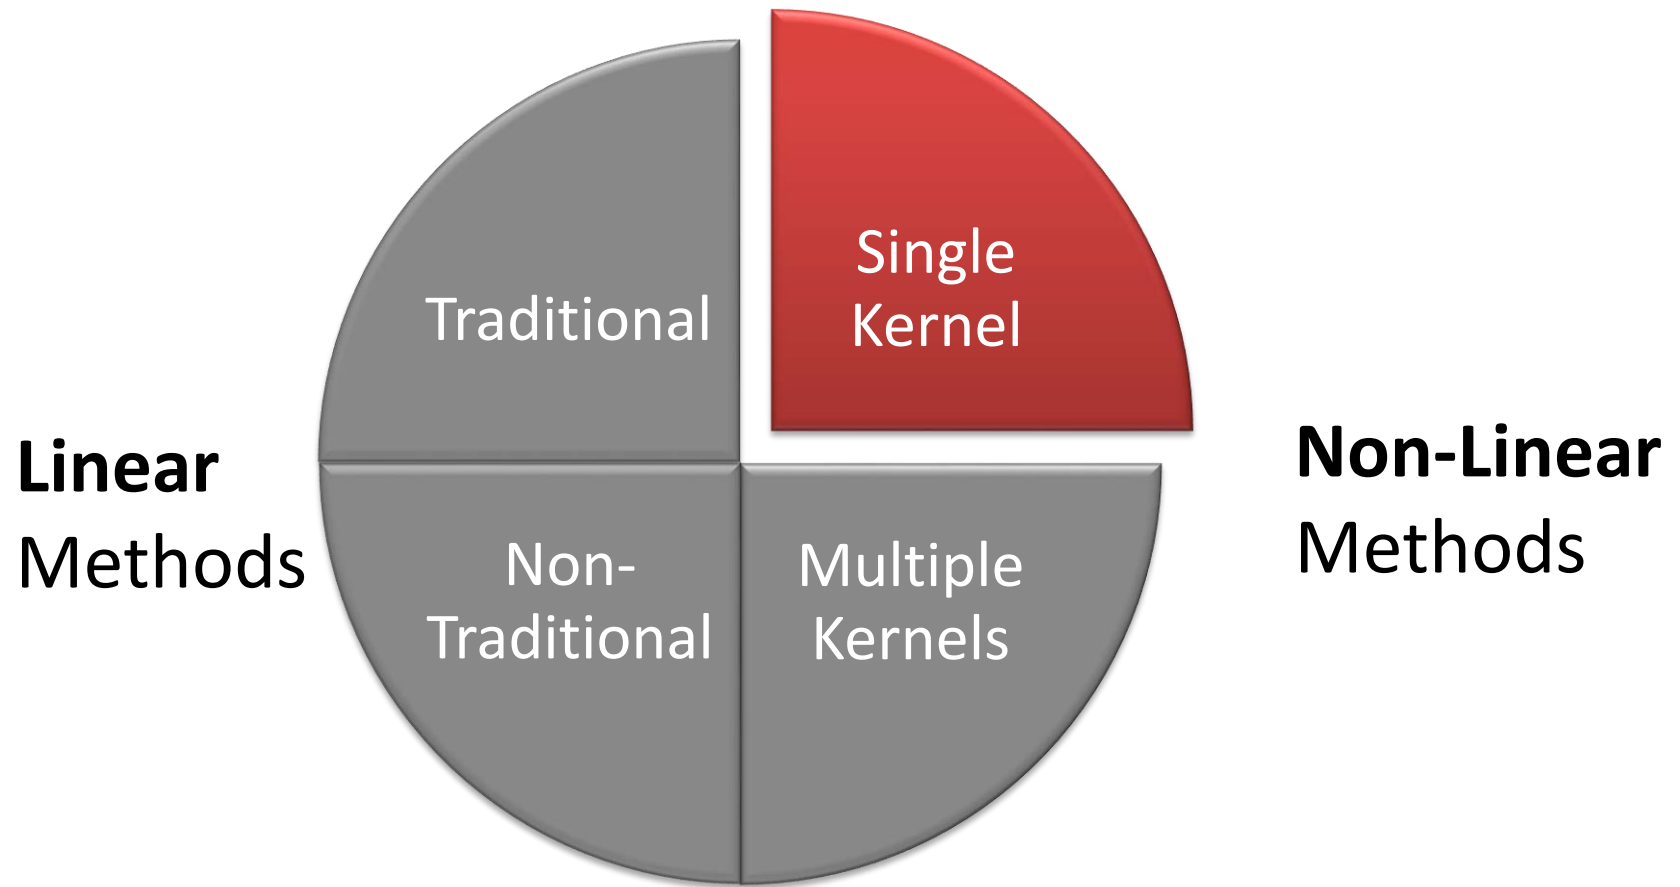 Linear
Methods
Traditional
Non-
Traditional
Single
Kernel
Multiple
Kernels
Non-Linear
Methods